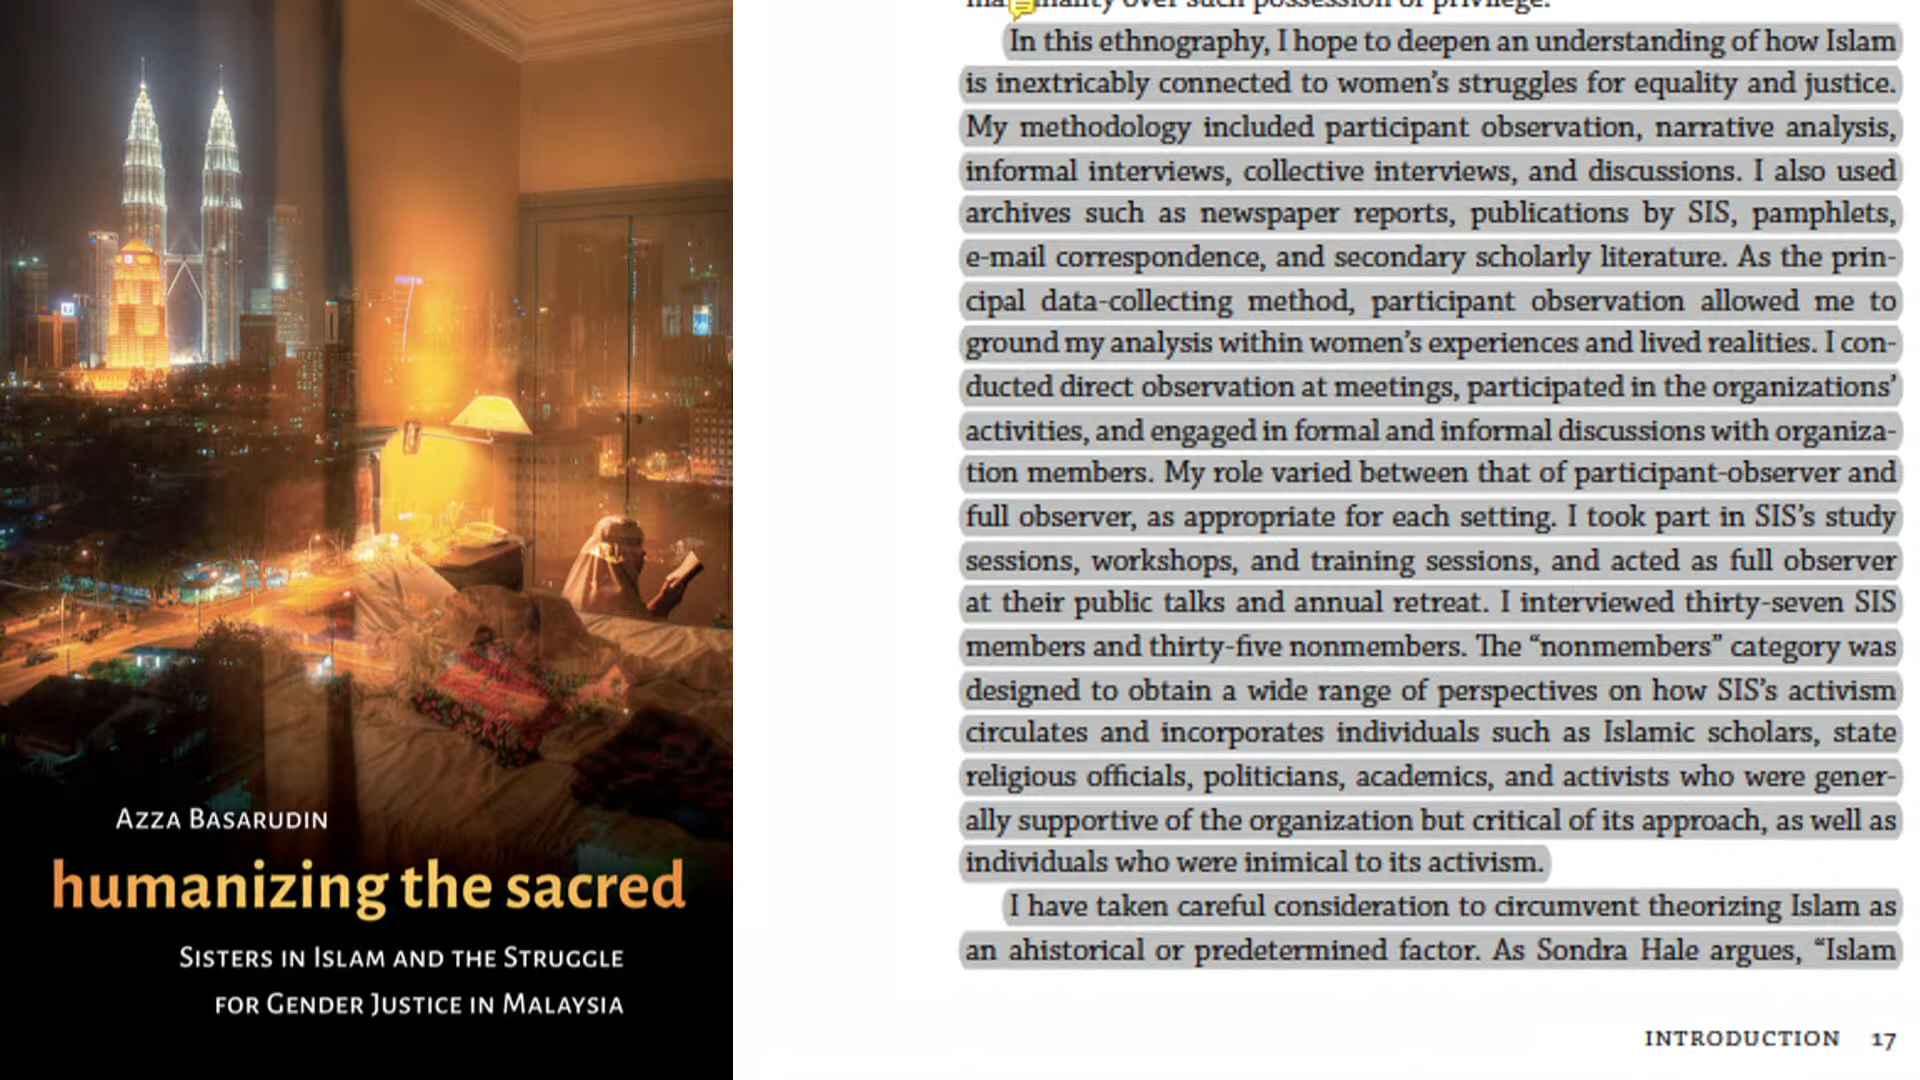 AZZA BASARUDIN
humanizing the sacred
SISTERS IN ISLAM AND THE STRUGGLE
FOR GENDER JUSTICE IN MALAYSIA
over such possession of privilege.
In this ethnography, I hope to deepen an understanding of how Islam
is inextricably connected to women's struggles for equality and justice.
My methodology included participant observation, narrative analysis,
informal interviews, collective interviews, and discussions. I also used
archives such as newspaper reports, publications by SIS, pamphlets,
e-mail correspondence, and secondary scholarly literature. As the prin-
cipal data-collecting method, participant observation allowed me to
ground my analysis within women's experiences and lived realities. I con-
ducted direct observation at meetings, participated in the organizations'
activities, and engaged in formal and informal discussions with organiza-
tion members. My role varied between that of participant-observer and
full observer, as appropriate for each setting. I took part in SIS's study
sessions, workshops, and training sessions, and acted as full observer
at their public talks and annual retreat. I interviewed thirty-seven SIS
members and thirty-five nonmembers. The “nonmembers” category was
designed to obtain a wide range of perspectives on how SIS's activism
circulates and incorporates individuals such as Islamic scholars, state
religious officials, politicians, academics, and activists who were gener-
ally supportive of the organization but critical of its approach, as well as
individuals who were inimical to its activism.
I have taken careful consideration to circumvent theorizing Islam as
an ahistorical or predetermined factor. As Sondra Hale argues, “Islam
INTRODUCTION 17